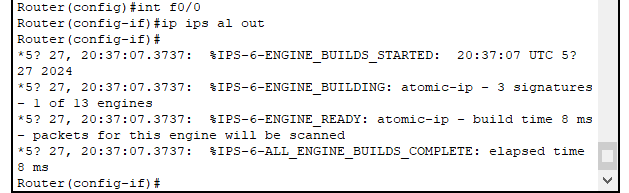 Router(config)#int f0/0
Router(config-if)#ip ips al out
Router(config-if)#
*5? 27, 20:37:07.3737:  %IPS-6-ENGINE_BUILDS_STARTED:  20:37:07 UTC 5?
27 2024
*5? 27, 20:37:07.3737:  %IPS-6-ENGINE_BUILDING: atomic-ip - 3 signatures
- 1 of 13 engines
*5? 27, 20:37:07.3737:  %IPS-6-ENGINE_READY: atomic-ip - build time 8 ms
- packets for this engine will be scanned
*5? 27, 20:37:07.3737:  %IPS-6-ALL_ENGINE_BUILDS_COMPLETE: elapsed time
8 ms
Router(config-if)#